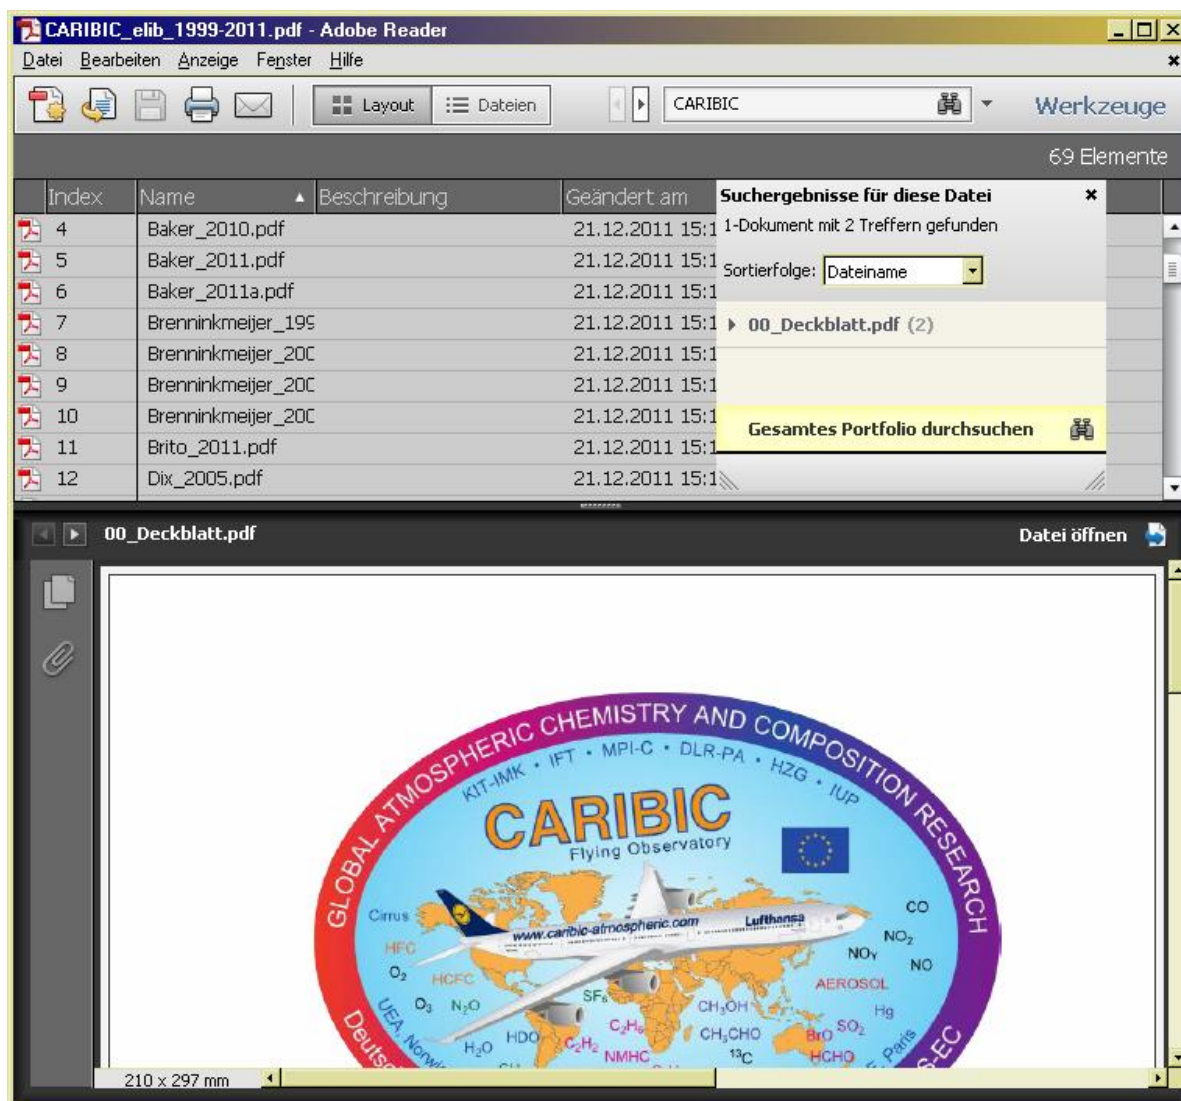 CARIBIC_elib_1999-2011.pdf - Adobe Reader
Datei Bearbeiten Anzeige Fenster Hilfe
Layout Dateien CARIBIC Werkzeuge
69 Elemente
Index Name Beschreibung Geändert am
4 Baker_2010.pdf 21.12.2011 15:1
5 Baker_2011.pdf 21.12.2011 15:1
6 Baker_2011a.pdf 21.12.2011 15:1
7 Brenninkmeijer_199 21.12.2011 15:1
8 Brenninkmeijer_200 21.12.2011 15:1
9 Brenninkmeijer_200 21.12.2011 15:1
10 Brenninkmeijer_200 21.12.2011 15:1
11 Brito_2011.pdf 21.12.2011 15:1
12 Dix_2005.pdf 21.12.2011 15:1
Suchergebnisse für diese Datei
1-Dokument mit 2 Treffern gefunden
Sortierfolge: Dateiname
00_Deckblatt.pdf (2)
Gesamtes Portfolio durchsuchen
00_Deckblatt.pdf Datei öffnen
GLOBAL ATMOSPHERIC CHEMISTRY AND COMPOSITION RESEARCH
KIT-IMK • IFT • MPI-C • DLR-PA • HZG • IUP
CARIBIC
Flying Observatory
www.caribic-atmospheric.com Lufthansa
Cirrus
HFC
O₂
HCFC
O₃
N₂O
H₂O
HDO
SF₆
C₂H₂
C₂H₆
NMHC
CH₃OH
CH₃CHO
¹³C
CO
NO₂
NOY
NO
AEROSOL
Hg
BrO
SO₂
HCHO
UEA, Norwi
Paris
Deutsc
S-EC
210 x 297 mm